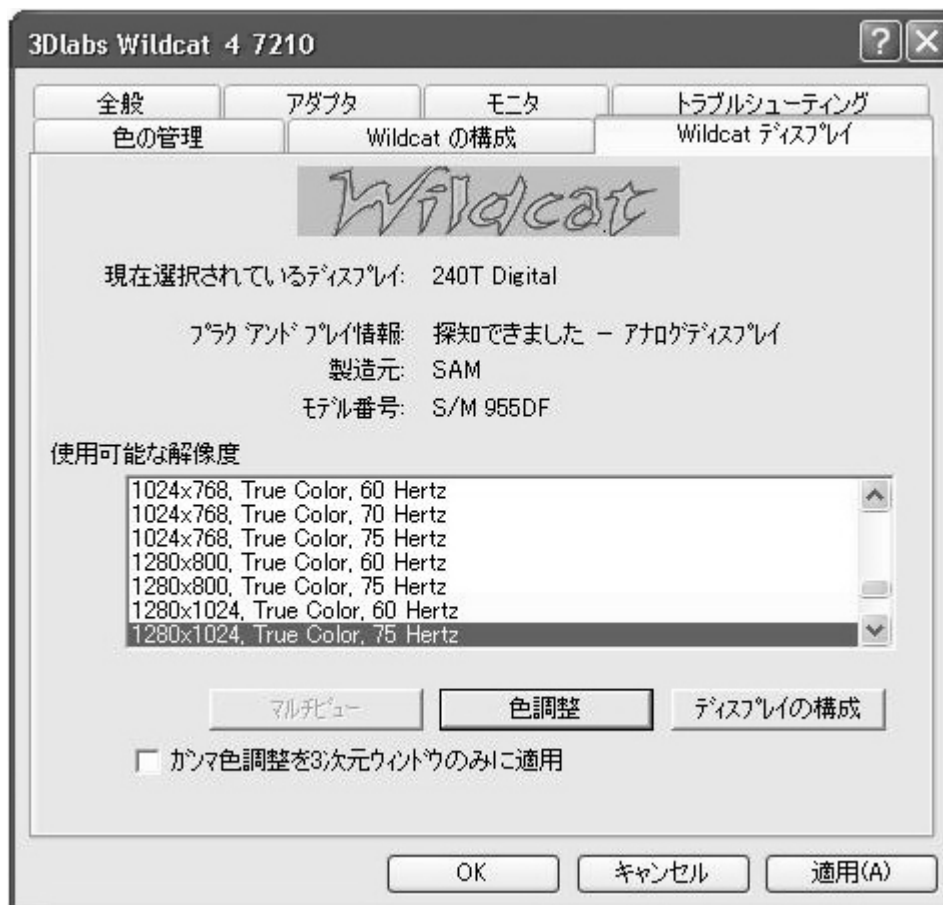 3Dlabs Wildcat 4 7210
全般 アダプタ モニタ トラブルシューティング
色の管理 Wildcat の構成 Wildcat ディスプレイ
Wildcat
現在選択されているディスプレイ: 240T Digital
プラグ アンド プレイ情報: 探知できました - アナログディスプレイ
製造元: SAM
モデル番号: S/M 955DF
使用可能な解像度
1024x768, True Color, 60 Hertz
1024x768, True Color, 70 Hertz
1024x768, True Color, 75 Hertz
1280x800, True Color, 60 Hertz
1280x800, True Color, 75 Hertz
1280x1024, True Color, 60 Hertz
1280x1024, True Color, 75 Hertz
マルチビュー 色調整 ディスプレイの構成
ガンマ色調整を3次元ウィンドウのみに適用
OK キャンセル 適用(A)